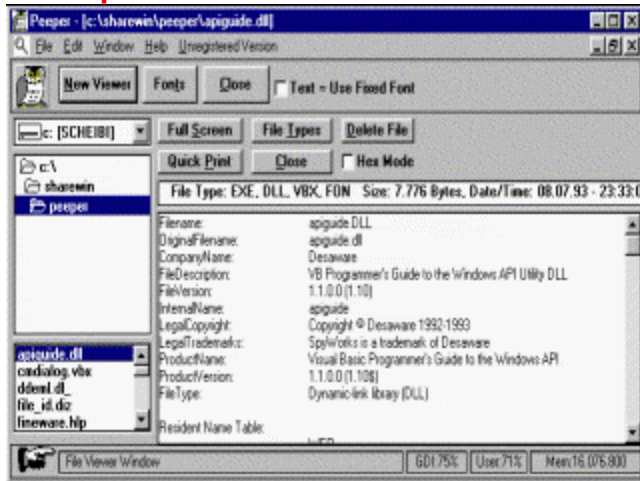 Peeper - [c:\sharewin\peeper\apiguide.dll]
File Edit Window Help Unregistered Version
New Viewer Fonts Close Text = Use Fixed Font
c: [SCHEIBI] Full Screen File Types Delete File
Quick Print Close Hex Mode
c:\
sharewin
peeper
File Type: EXE, DLL, VBX, FON Size: 7.776 Bytes, Date/Time: 08.07.93 - 23:33:0
Filename: apiguide.DLL
OriginalFilename: apiguide.dll
CompanyName: Desaware
FileDescription: VB Programmer's Guide to the Windows API Utility DLL
FileVersion: 1.1.0.0 (1.10)
InternalName: apiguide
LegalCopyright: Copyright © Desaware 1992-1993
LegalTrademarks: SpyWorks is a trademark of Desaware
ProductName: Visual Basic Programmer's Guide to the Windows API
ProductVersion: 1.1.0.0 (1.10$)
FileType: Dynamic-link library (DLL)
Resident Name Table:
apiguide.dll
cmdialog.vbx
ddeml.dl_
file_id.diz
fineware.hlp
File Viewer Window GDI:75% User:71% Mem:16.076.800